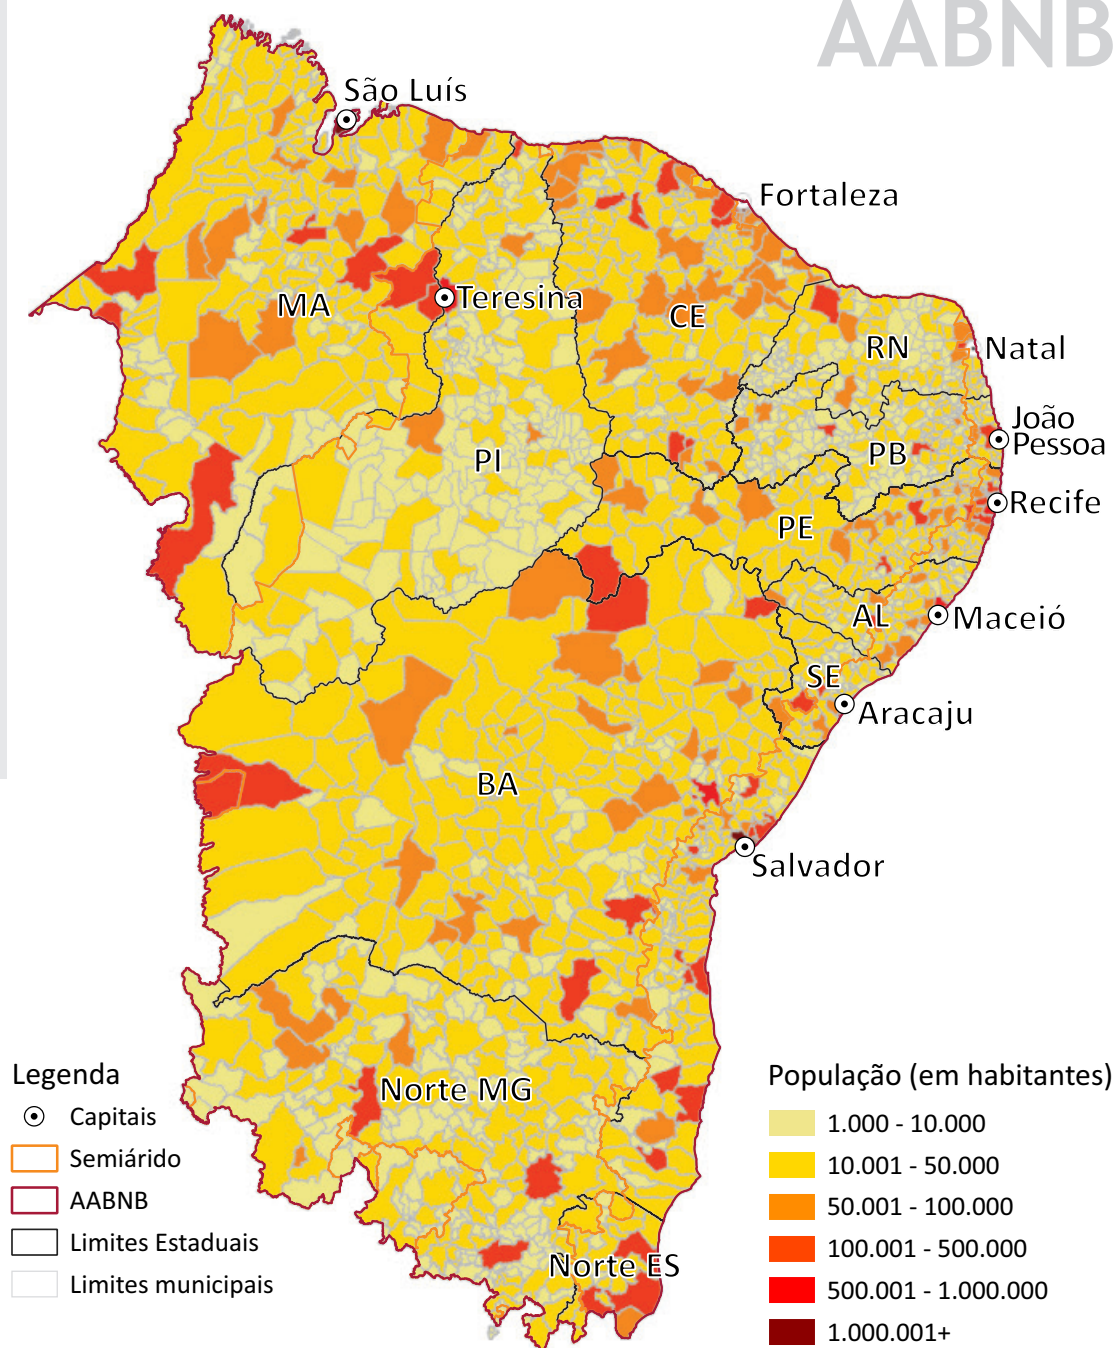 AABNB
São Luís
Fortaleza
MA
Teresina
CE
RN
Natal
João
Pessoa
PB
PI
Recife
PE
AL
Maceió
SE
Aracaju
BA
Salvador
Norte MG
Norte ES
Legenda
Capitais
Semiárido
AABNB
Limites Estaduais
Limites municipais
População (em habitantes)
1.000 - 10.000
10.001 - 50.000
50.001 - 100.000
100.001 - 500.000
500.001 - 1.000.000
1.000.001+